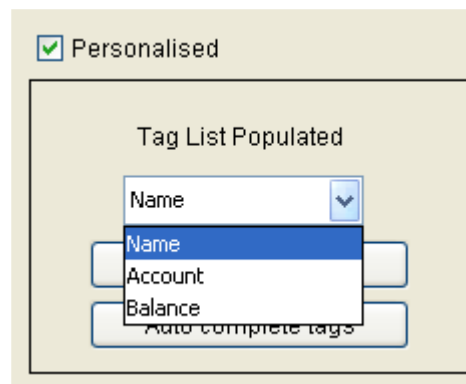 Personalised
Tag List Populated
Name
Name
Account
Balance
Auto complete tags